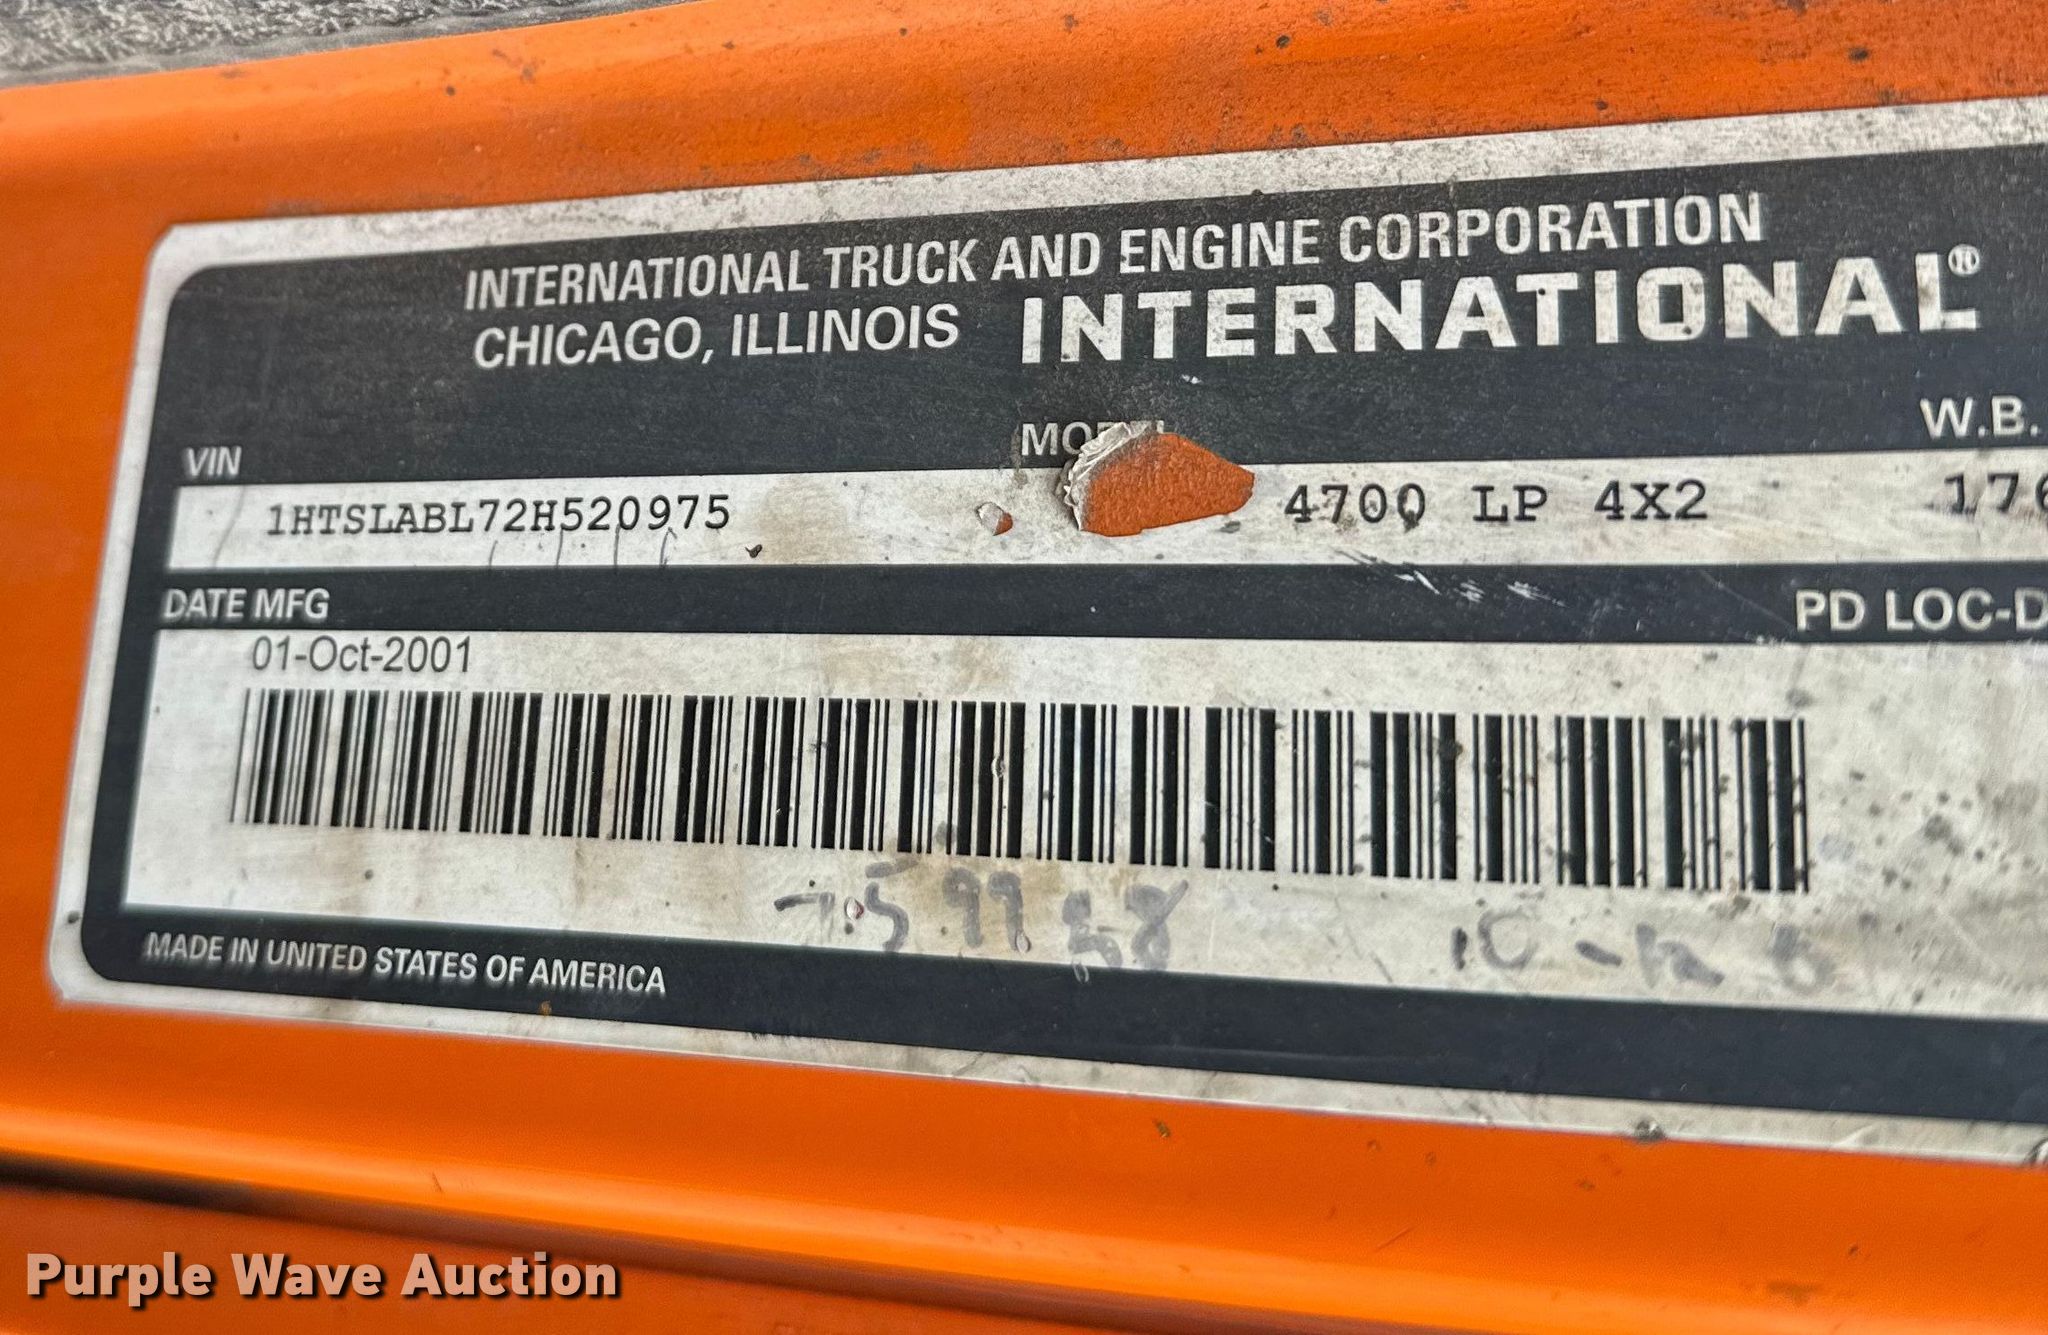 INTERNATIONAL TRUCK AND ENGINE CORPORATION
CHICAGO, ILLINOIS INTERNATIONAL®
W.B.
VIN
1HTSLABL72H520975 4700 LP 4X2 176
DATE MFG PD LOC-D
01-Oct-2001
MADE IN UNITED STATES OF AMERICA
Purple Wave Auction